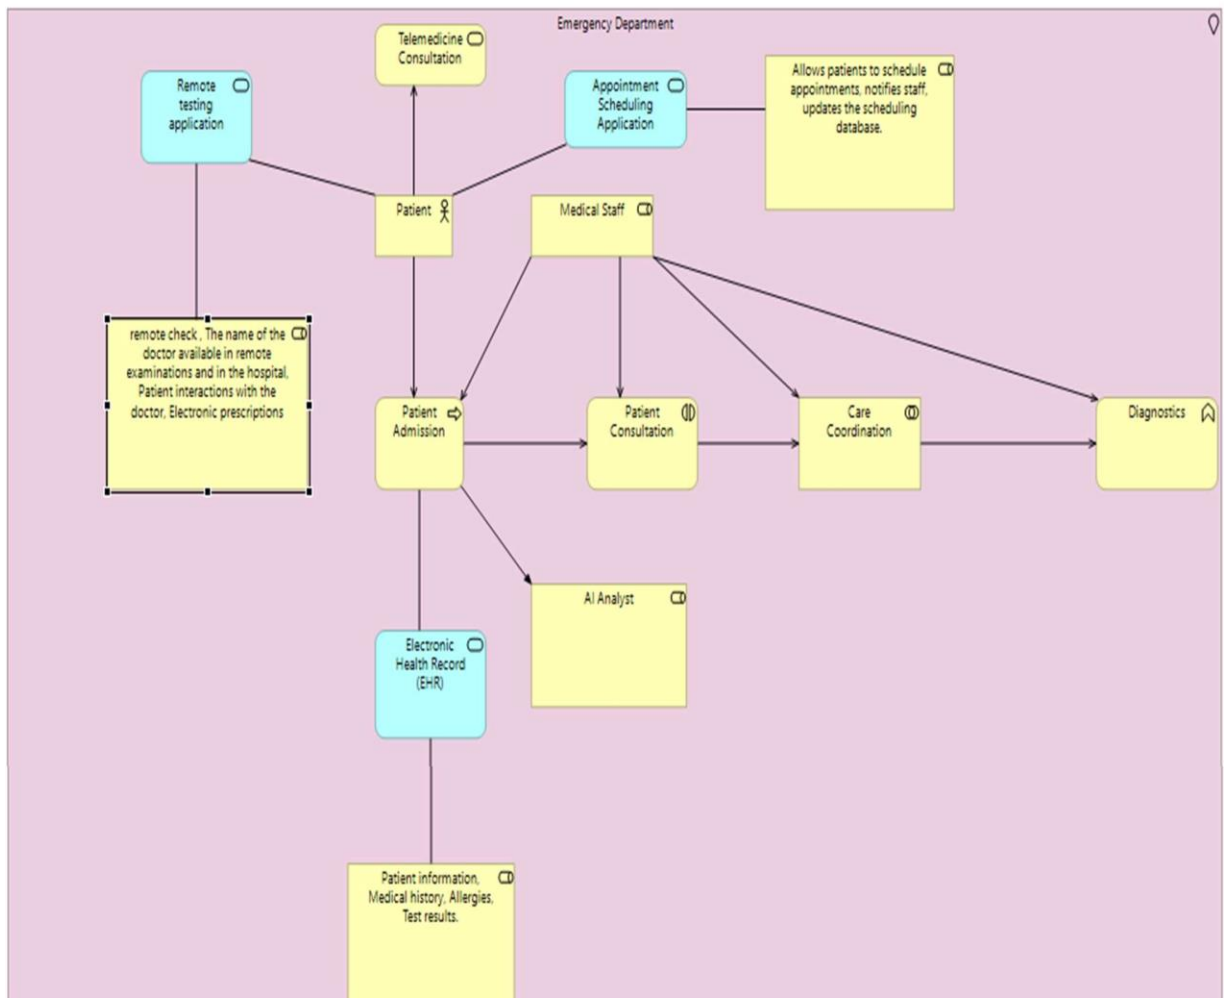 Emergency Department
Telemedicine
Consultation
Remote
testing
application
Appointment
Scheduling
Application
Allows patients to schedule
appointments, notifies staff,
updates the scheduling
database.
Patient
Medical Staff
remote check , The name of the
doctor available in remote
examinations and in the hospital,
Patient interactions with the
doctor, Electronic prescriptions
Patient
Admission
Patient
Consultation
Care
Coordination
Diagnostics
AI Analyst
Electronic
Health Record
(EHR)
Patient information,
Medical history, Allergies,
Test results.